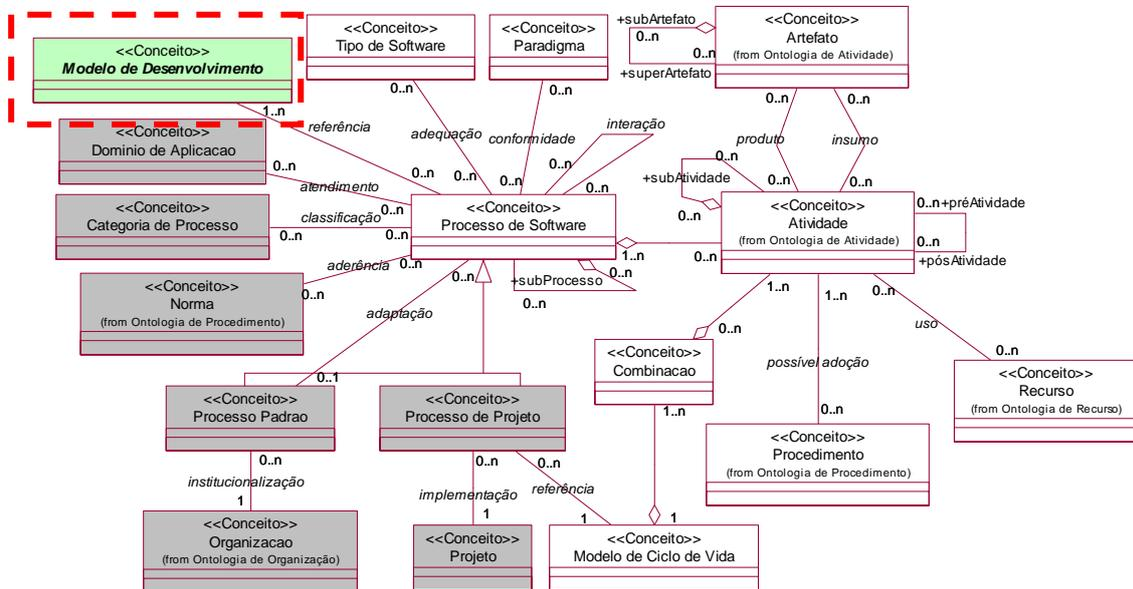 <<Conceito>>
Modelo de Desenvolvimento
1..n
<<Conceito>>
Tipo de Software
0..n
<<Conceito>>
Paradigma
0..n
+subArtefato
0..n
0..n
+superArtefato
<<Conceito>>
Artefato
(from Ontologia de Atividade)
0..n
0..n
referência
adequação
conformidade
interação
produto
insumo
<<Conceito>>
Dominio de Aplicacao
0..n
atendimento
0..n
0..n
0..n
0..n
0..n
0..n
0..n
+subAtividade
0..n
0..n
0..n
<<Conceito>>
Categoria de Processo
0..n
classificação
0..n
<<Conceito>>
Processo de Software
1..n
0..n
<<Conceito>>
Atividade
(from Ontologia de Atividade)
0..n
+préAtividade
0..n
+pósAtividade
aderência
0..n
0..n
<<Conceito>>
Norma
(from Ontologia de Procedimento)
0..n
+subProcesso
0..n
0..n
adaptação
0..1
1..n
1..n
0..n
0..n
uso
0..n
<<Conceito>>
Combinacao
1..n
possível adoção
0..n
<<Conceito>>
Recurso
(from Ontologia de Recurso)
<<Conceito>>
Processo Padrao
0..n
<<Conceito>>
Processo de Projeto
0..n
0..n
<<Conceito>>
Procedimento
(from Ontologia de Procedimento)
institucionalização
1
implementação
1
referência
1
1
<<Conceito>>
Organizacao
(from Ontologia de Organização)
<<Conceito>>
Projeto
<<Conceito>>
Modelo de Ciclo de Vida